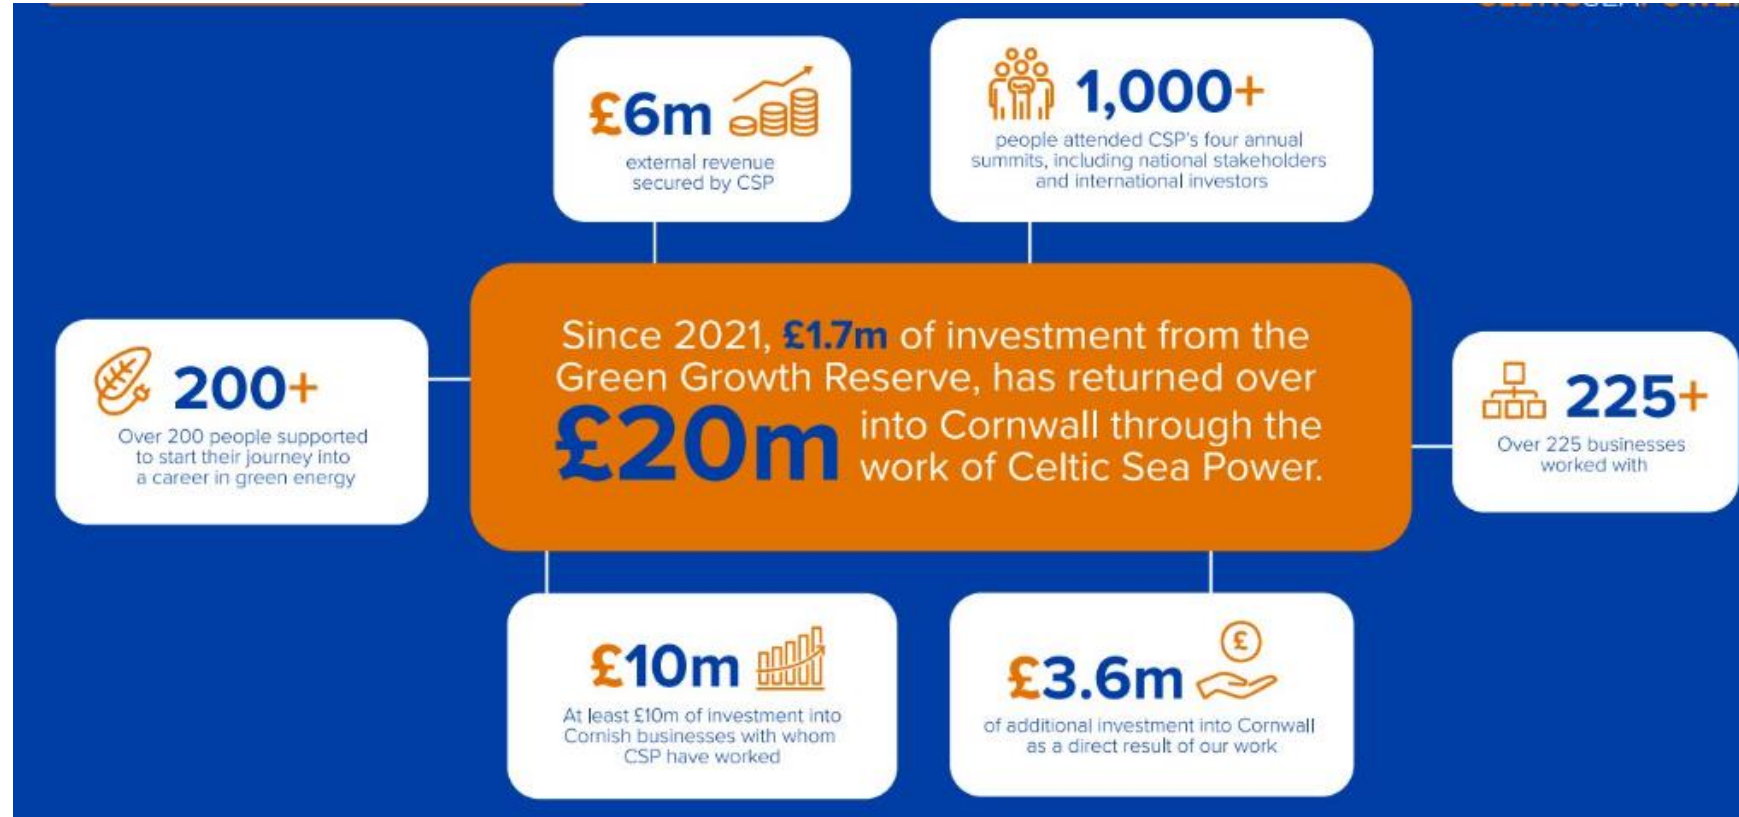 £6m
external revenue
secured by CSP
1,000+
people attended CSP's four annual
summits, including national stakeholders
and international investors
Since 2021, £1.7m of investment from the
Green Growth Reserve, has returned over
£20m into Cornwall through the
work of Celtic Sea Power.
200+
Over 200 people supported
to start their journey into
a career in green energy
225+
Over 225 businesses
worked with
£10m
At least £10m of investment into
Cornish businesses with whom
CSP have worked
£3.6m
£
of additional investment into Cornwall
as a direct result of our work